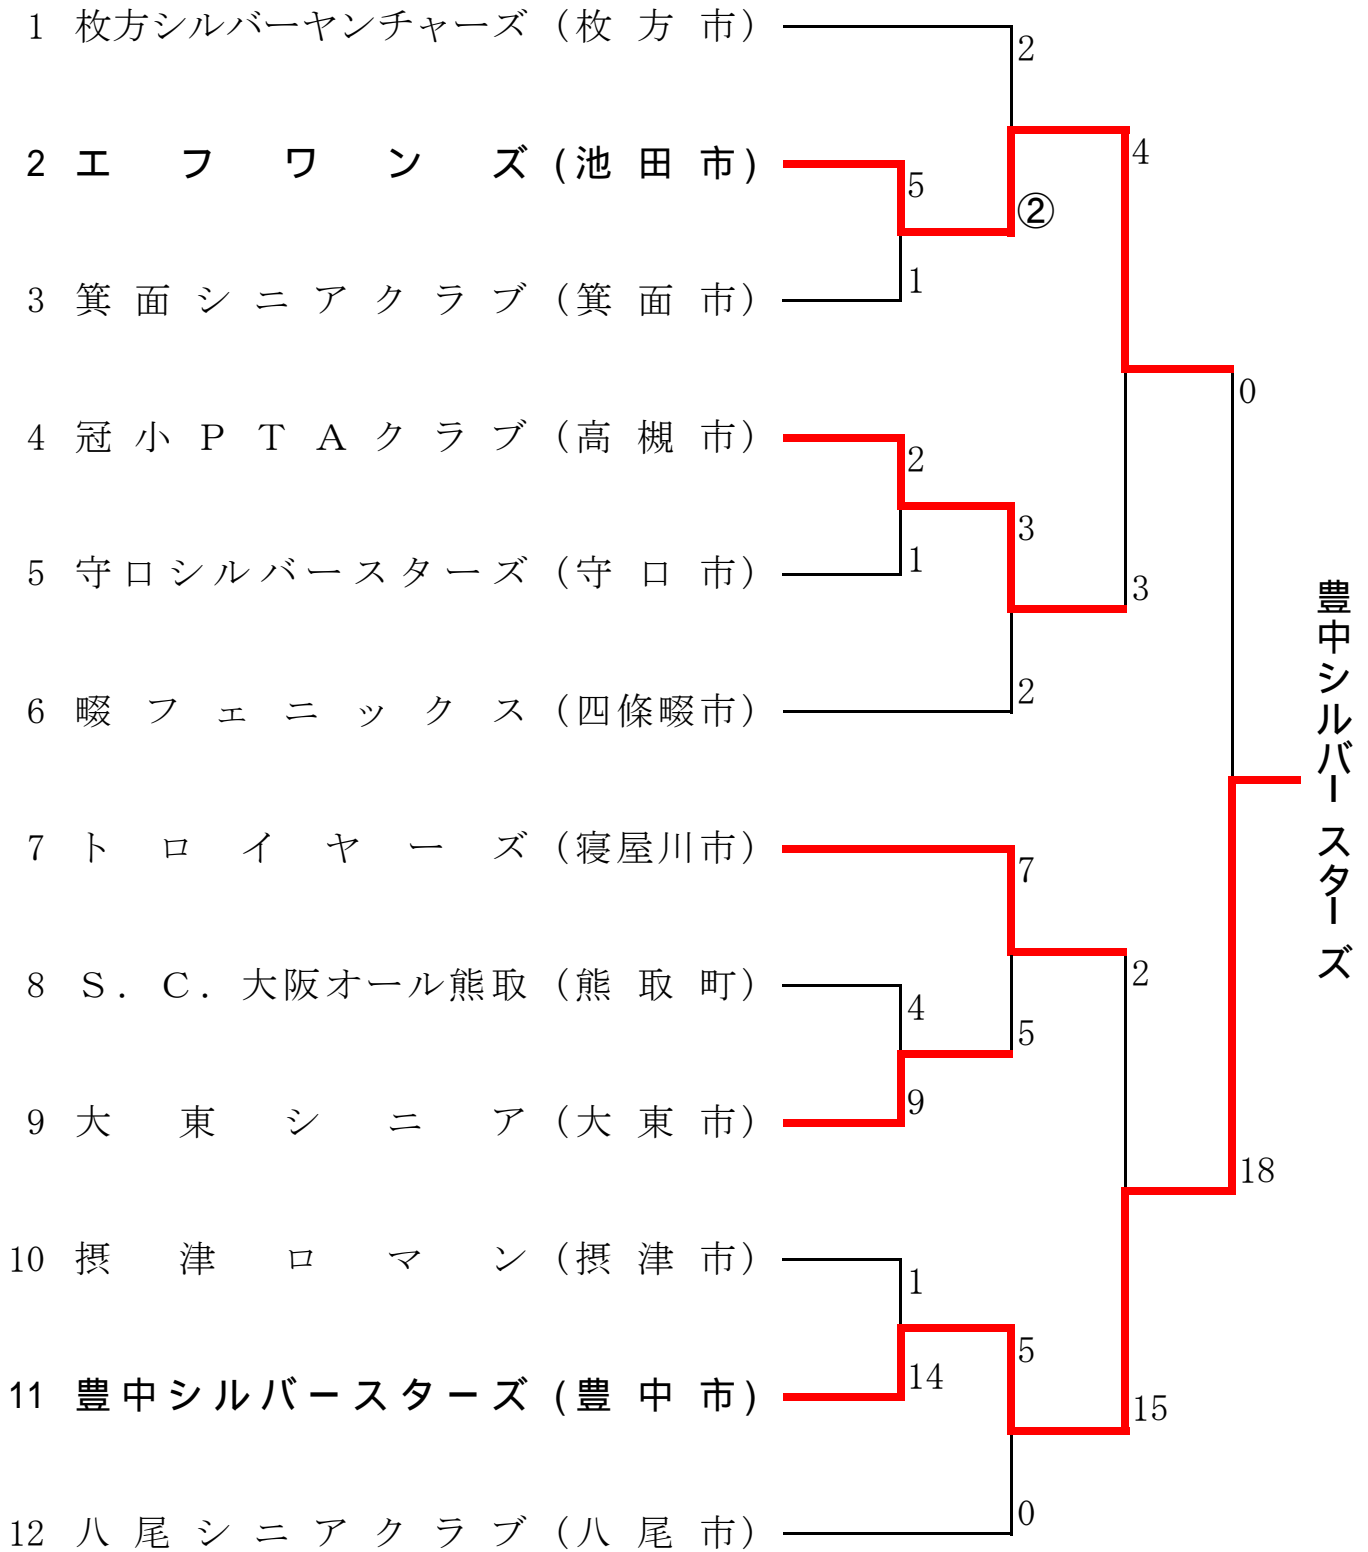 1 枚方シルバーヤンチャーズ (枚方市)
2
2 エフワンズ (池田市)
4
5
②
3 箕面シニアクラブ (箕面市)
1
0
4 冠小PTAクラブ (高槻市)
2
3
5 守口シルバースターズ (守口市)
1
3
6 畷フェニックス (四條畷市)
2
豊中シルバースターズ
7 トロイヤーズ (寝屋川市)
7
8 S.C.大阪オール熊取 (熊取町)
2
4
5
9 大東シニア (大東市)
9
18
10 摂津ロマン (摂津市)
1
5
11 豊中シルバースターズ (豊中市)
14
15
12 八尾シニアクラブ (八尾市)
0